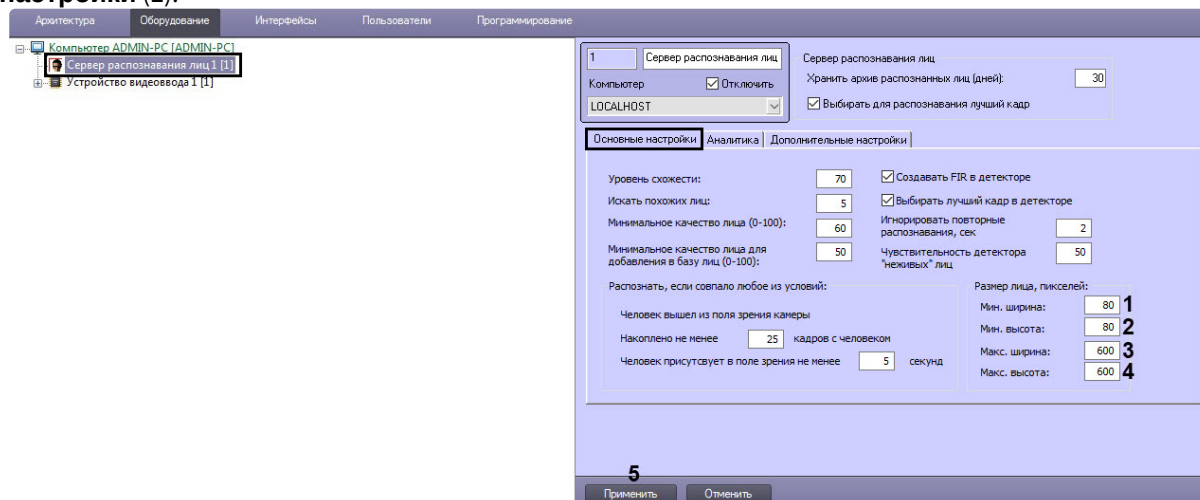 настройки (2).
Архитектура Оборудование Интерфейсы Пользователи Программирование
Компьютер ADMIN-PC [ADMIN-PC]
Сервер распознавания лиц 1 [1]
Устройство видеоввода 1 [1]
1 Сервер распознавания лиц
Компьютер Отключить
LOCALHOST
Сервер распознавания лиц
Хранить архив распознанных лиц (дней): 30
Выбирать для распознавания лучший кадр
Основные настройки Аналитика Дополнительные настройки
Уровень схожести: 70
Искать похожих лиц: 5
Минимальное качество лица (0-100): 60
Минимальное качество лица для
добавления в базу лиц (0-100): 50
Создавать FIR в детекторе
Выбирать лучший кадр в детекторе
Игнорировать повторные
распознавания, сек 2
Чувствительность детектора
"неживых" лиц 50
Распознать, если совпало любое из условий:
Человек вышел из поля зрения камеры
Накоплено не менее 25 кадров с человеком
Человек присутсвует в поле зрения не менее 5 секунд
Размер лица, пикселей:
Мин. ширина: 80 1
Мин. высота: 80 2
Макс. ширина: 600 3
Макс. высота: 600 4
5
Применить Отменить